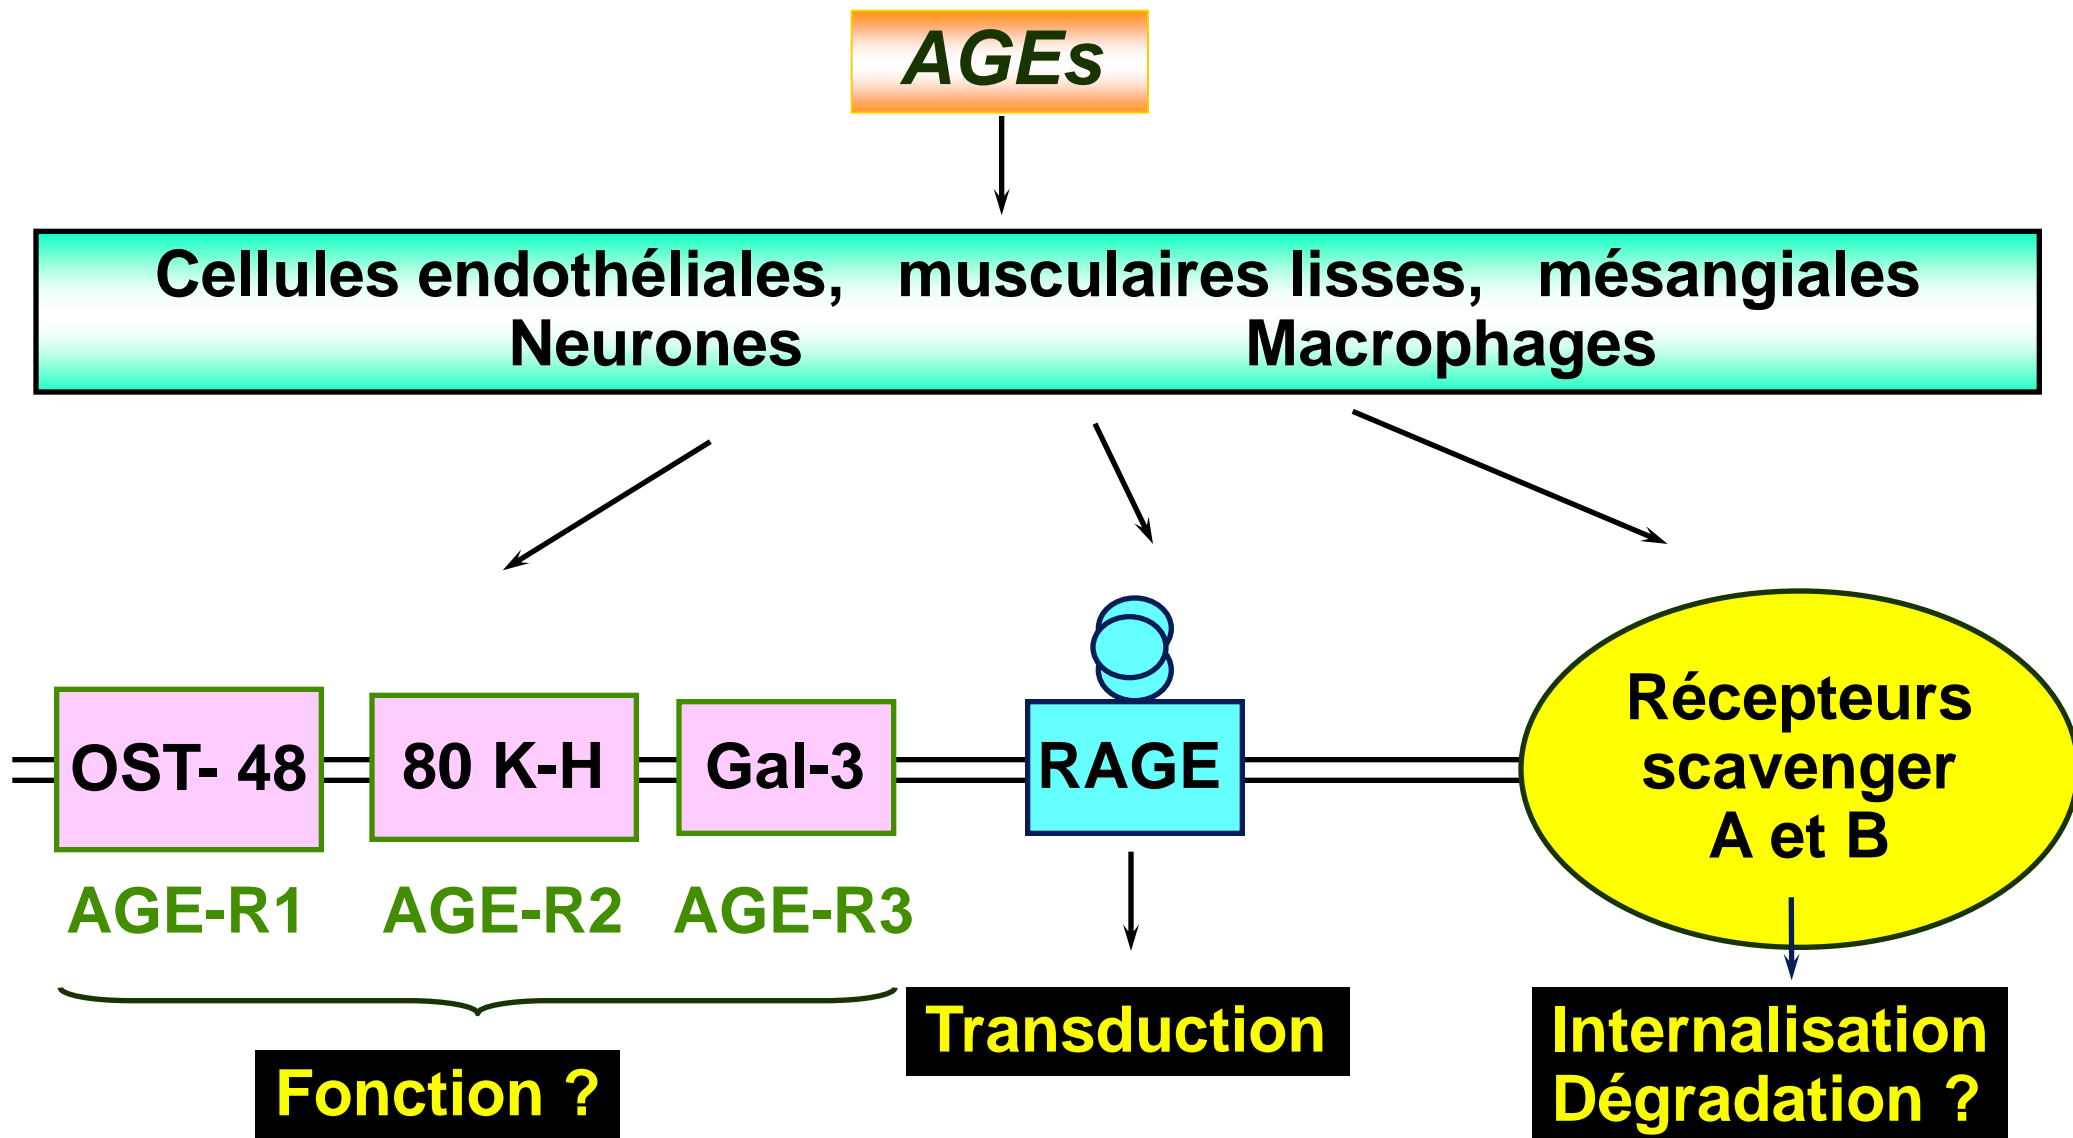 AGEs
Cellules endothéliales, musculaires lisses, mésangiales
Neurones Macrophages
OST- 48
80 K-H
Gal-3
RAGE
Récepteurs
scavenger
A et B
AGE-R1
AGE-R2
AGE-R3
Fonction ?
Transduction
Internalisation
Dégradation ?